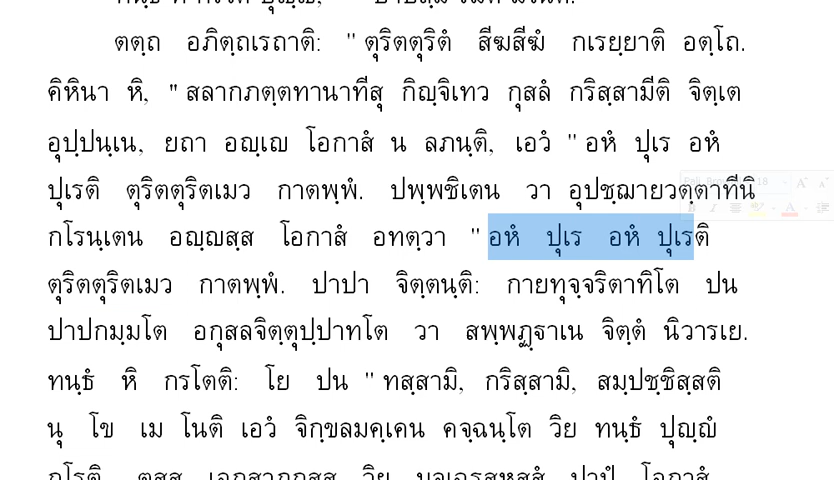 ตตฺถ อภิตฺถเรถาติ: " ตุริตตุริตํ สีฆสีฆํ กเรยฺยาติ อตฺโถ.
คิหินา หิ, " สลากภตฺตทานาทีสุ กิญฺจิเทว กุสลํ กริสฺสามีติ จิตฺเต
อุปฺปนฺเน, ยถา อญฺเญ โอกาสํ น ลภนฺติ, เอวํ " อหํ ปุเร อหํ
ปุเรติ ตุริตตุริตเมว กาตพฺพํ. ปพฺพชิเตน วา อุปชฺฌายวตฺตาทีนิ
กโรนฺเตน อญฺญสฺส โอกาสํ อทตฺวา " อหํ ปุเร อหํ ปุเรติ
ตุริตตุริตเมว กาตพฺพํ. ปาปา จิตฺตนฺติ: กายทุจฺจริตาทิโต ปน
ปาปกมฺมโต อกุสลจิตฺตุปฺปาทโต วา สพฺพฏฺฐาเน จิตฺตํ นิวารเย.
ทนฺธํ หิ กรโตติ: โย ปน " ทสฺสามิ, กริสฺสามิ, สมฺปชฺชิสฺสติ
นุ โข เม โนติ เอวํ จิกฺขลมคฺเคน คจฺฉนฺโต วิย ทนฺธํ ปุญฺญํ